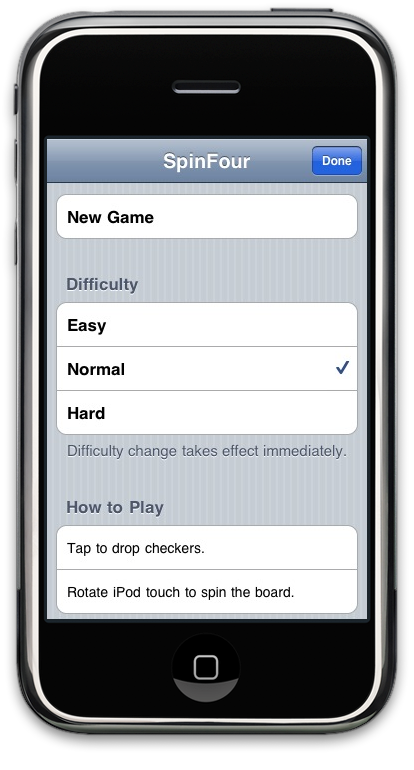 SpinFour
Done
New Game
Difficulty
Easy
Normal
Hard
Difficulty change takes effect immediately.
How to Play
Tap to drop checkers.
Rotate iPod touch to spin the board.